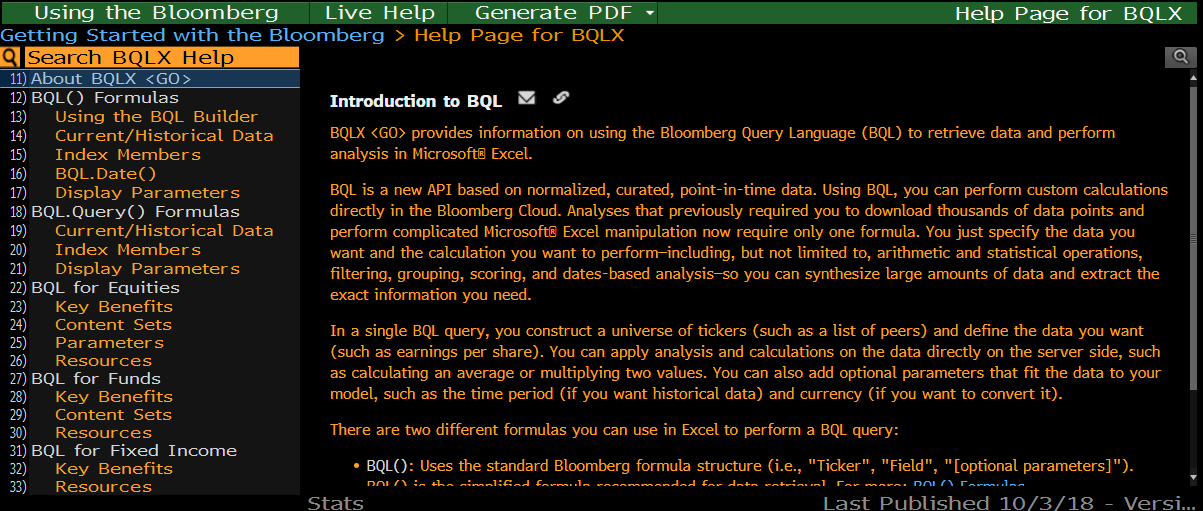 Using the Bloomberg Live Help Generate PDF Help Page for BQLX
Getting Started with the Bloomberg > Help Page for BQLX
Search BQLX Help
11) About BQLX <GO>
12) BQL() Formulas
13) Using the BQL Builder
14) Current/Historical Data
15) Index Members
16) BQL.Date()
17) Display Parameters
18) BQL.Query() Formulas
19) Current/Historical Data
20) Index Members
21) Display Parameters
22) BQL for Equities
23) Key Benefits
24) Content Sets
25) Parameters
26) Resources
27) BQL for Funds
28) Key Benefits
29) Content Sets
30) Resources
31) BQL for Fixed Income
32) Key Benefits
33) Resources
Introduction to BQL
BQLX <GO> provides information on using the Bloomberg Query Language (BQL) to retrieve data and perform
analysis in Microsoft® Excel.
BQL is a new API based on normalized, curated, point-in-time data. Using BQL, you can perform custom calculations
directly in the Bloomberg Cloud. Analyses that previously required you to download thousands of data points and
perform complicated Microsoft® Excel manipulation now require only one formula. You just specify the data you
want and the calculation you want to perform—including, but not limited to, arithmetic and statistical operations,
filtering, grouping, scoring, and dates-based analysis—so you can synthesize large amounts of data and extract the
exact information you need.
In a single BQL query, you construct a universe of tickers (such as a list of peers) and define the data you want
(such as earnings per share). You can apply analysis and calculations on the data directly on the server side, such
as calculating an average or multiplying two values. You can also add optional parameters that fit the data to your
model, such as the time period (if you want historical data) and currency (if you want to convert it).
There are two different formulas you can use in Excel to perform a BQL query:
• BQL(): Uses the standard Bloomberg formula structure (i.e., "Ticker", "Field", "[optional parameters]").
BQL() is the simplified formula recommended for data retrieval. For more: BQL() Formulas
Stats Last Published 10/3/18 - Versi...